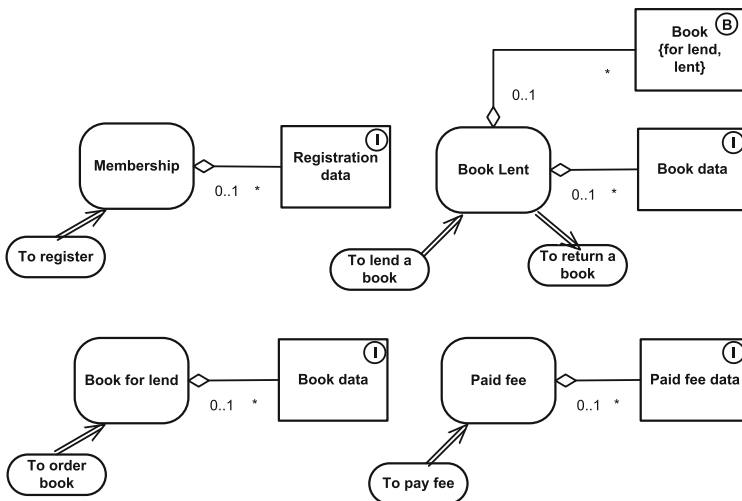 Book B
{for lend,
lent}
*
0..1
Membership
Registration I
data
0..1 *
Book Lent
Book data I
0..1 *
To register
To lend a
book
To return a
book
Book for lend
Book data I
0..1 *
Paid fee
Paid fee data I
0..1 *
To order
book
To pay fee